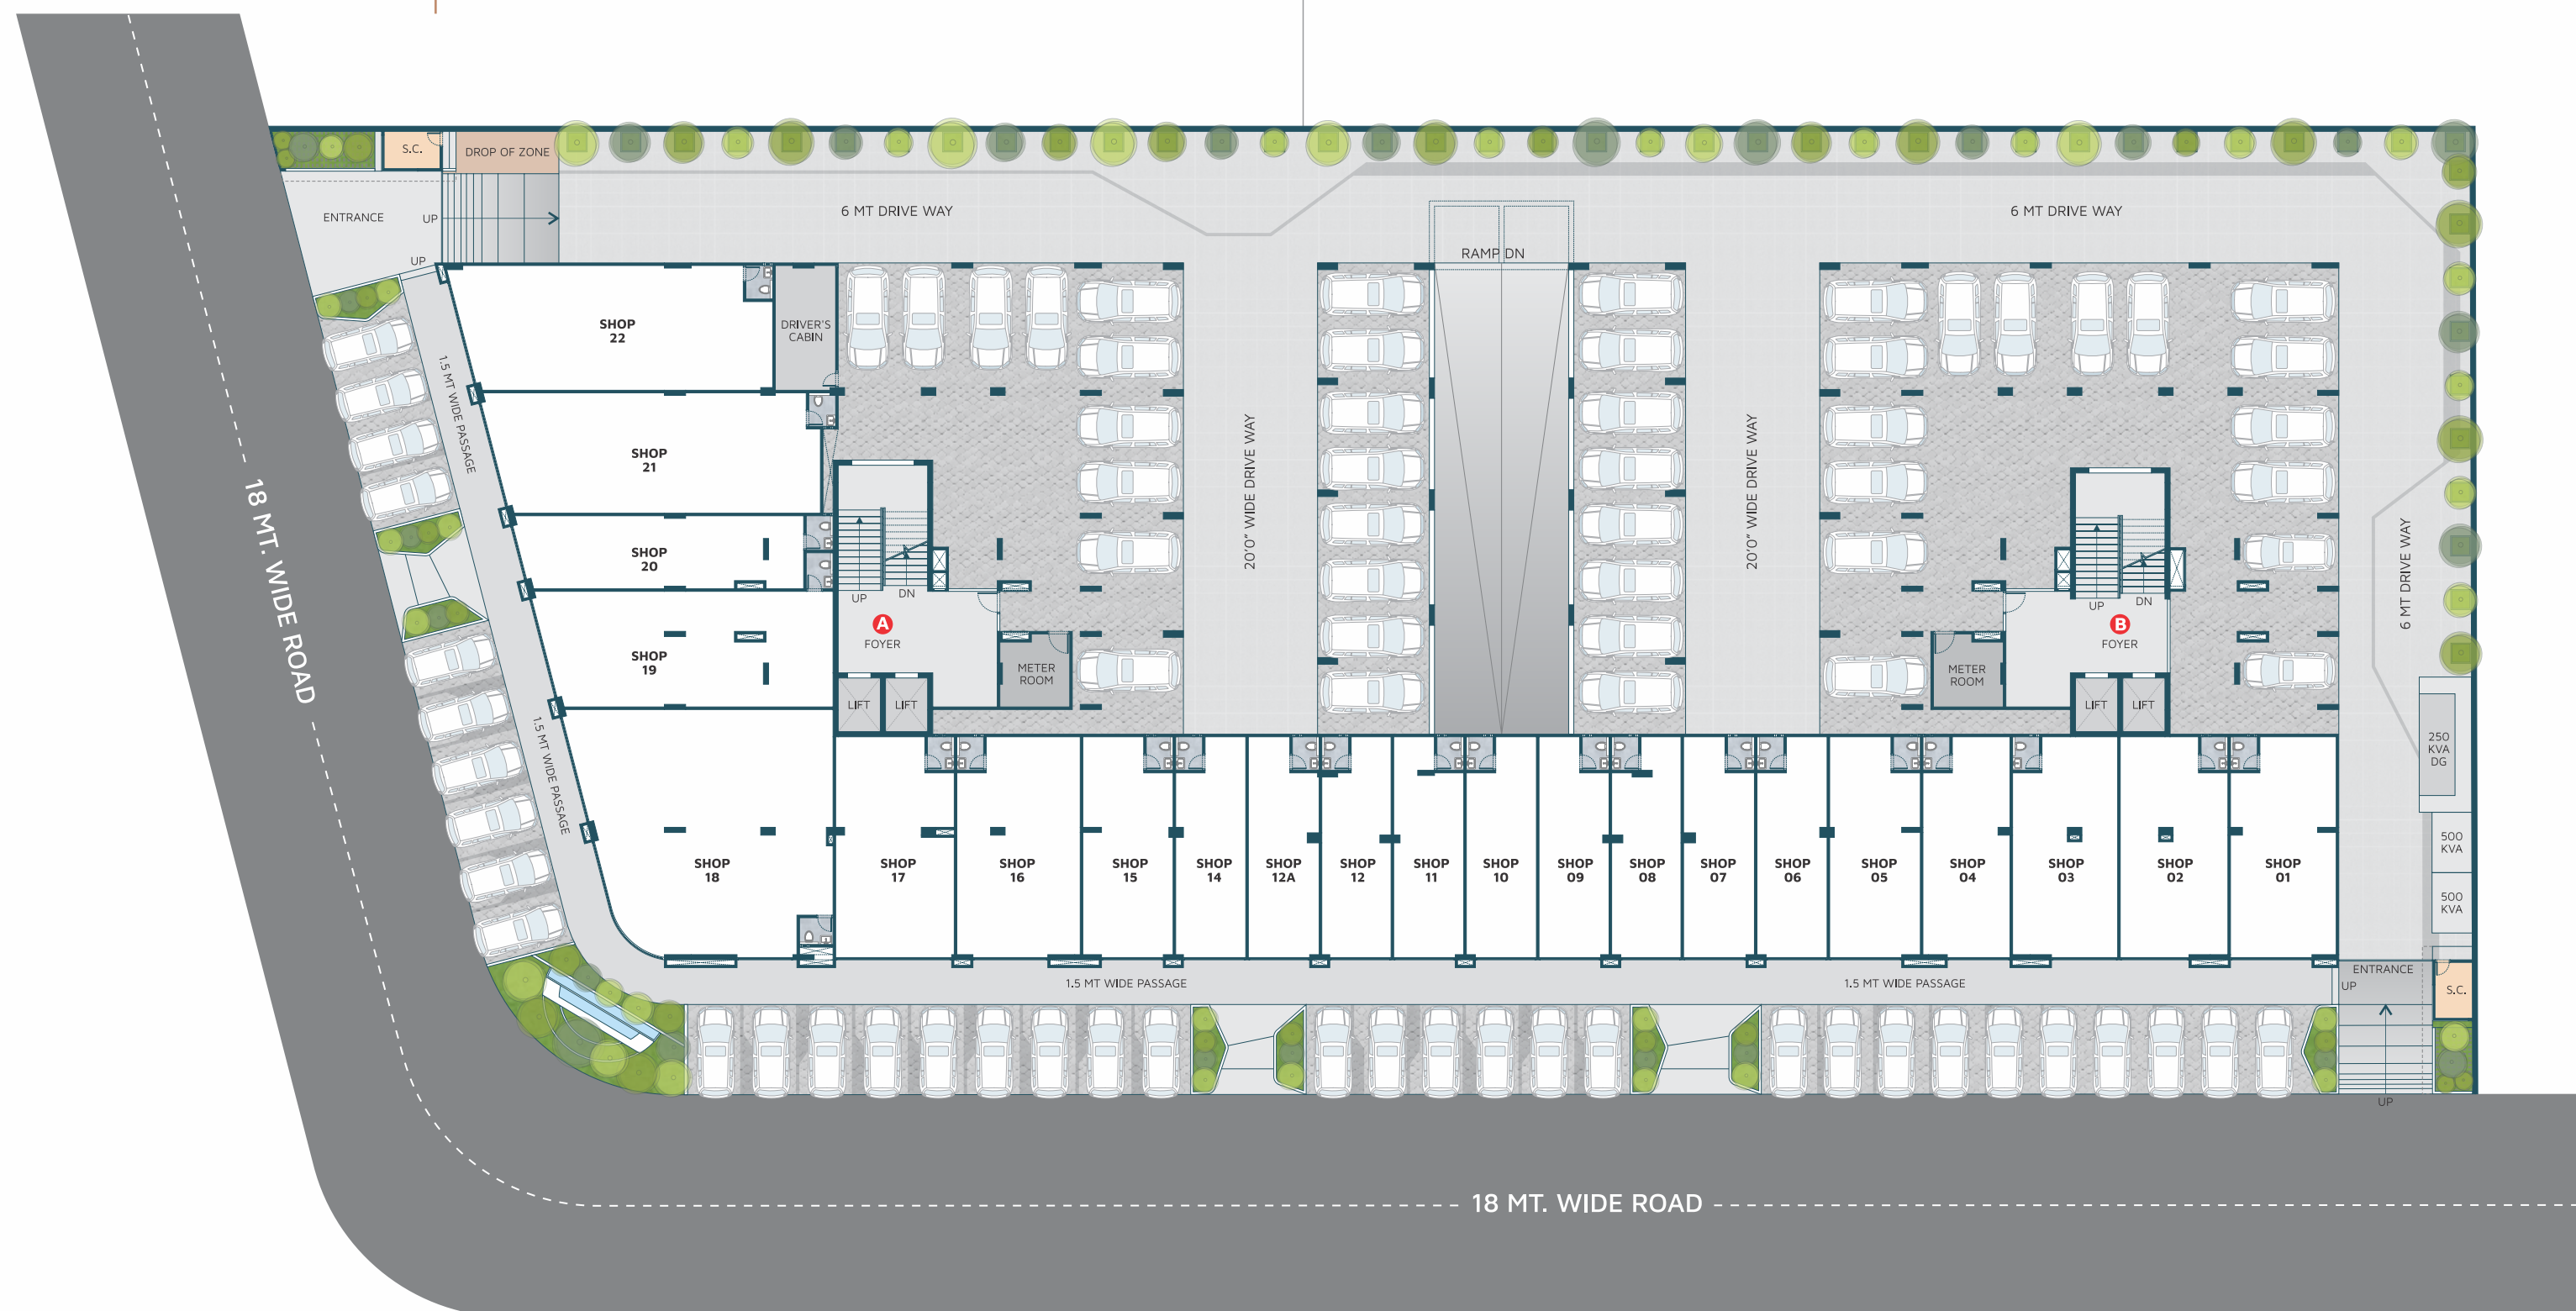 S.C.
DROP OF ZONE
ENTRANCE
UP
UP
6 MT DRIVE WAY
6 MT DRIVE WAY
RAMP DN
SHOP
22
DRIVER'S
CABIN
1.5 MT WIDE PASSAGE
SHOP
21
20'0" WIDE DRIVE WAY
20'0" WIDE DRIVE WAY
6 MT DRIVE WAY
18 MT. WIDE ROAD
SHOP
20
UP
DN
A
FOYER
SHOP
19
METER
ROOM
LIFT
LIFT
UP
DN
B
FOYER
METER
ROOM
LIFT
LIFT
250
KVA
DG
1.5 MT WIDE PASSAGE
500
KVA
500
KVA
SHOP
18
SHOP
17
SHOP
16
SHOP
15
SHOP
14
SHOP
12A
SHOP
12
SHOP
11
SHOP
10
SHOP
09
SHOP
08
SHOP
07
SHOP
06
SHOP
05
SHOP
04
SHOP
03
SHOP
02
SHOP
01
1.5 MT WIDE PASSAGE
1.5 MT WIDE PASSAGE
ENTRANCE
UP
S.C.
UP
18 MT. WIDE ROAD